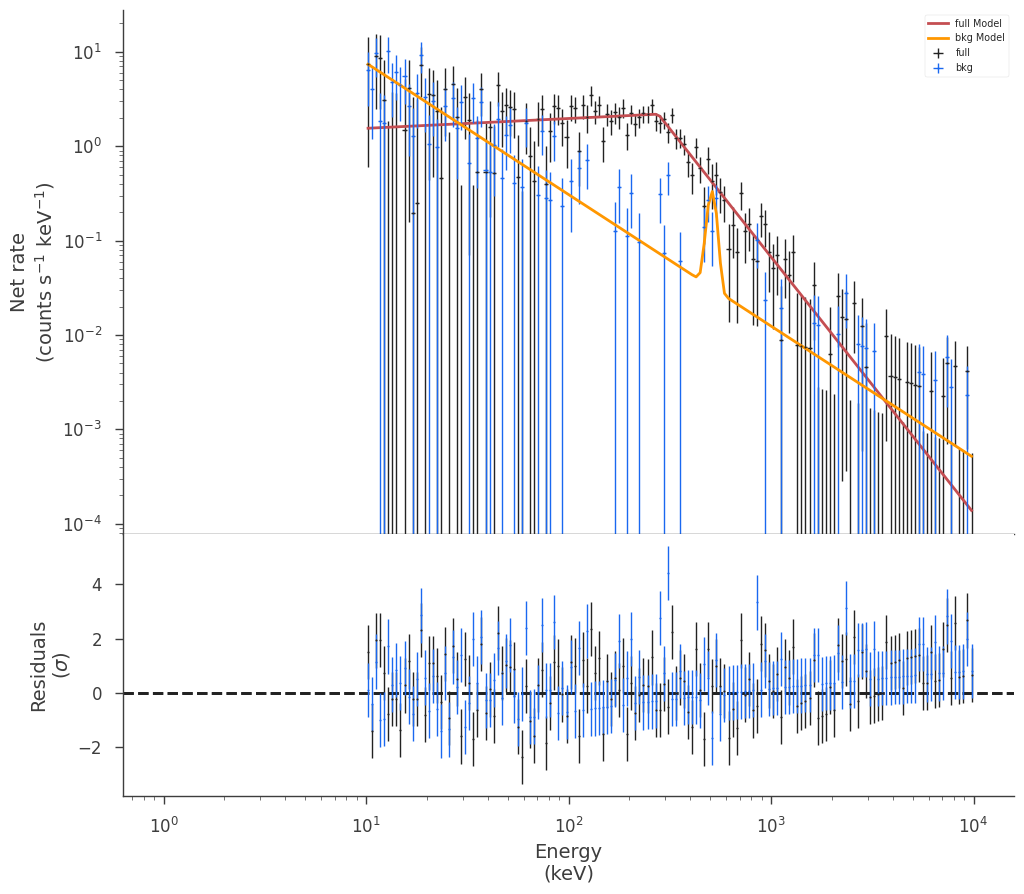 full Model
bkg Model
full
bkg
Net rate
(counts s⁻¹ keV⁻¹)
10¹
10⁰
10⁻¹
10⁻²
10⁻³
10⁻⁴
Residuals
(σ)
4
2
0
−2
10⁰ 10¹ 10² 10³ 10⁴
Energy
(keV)